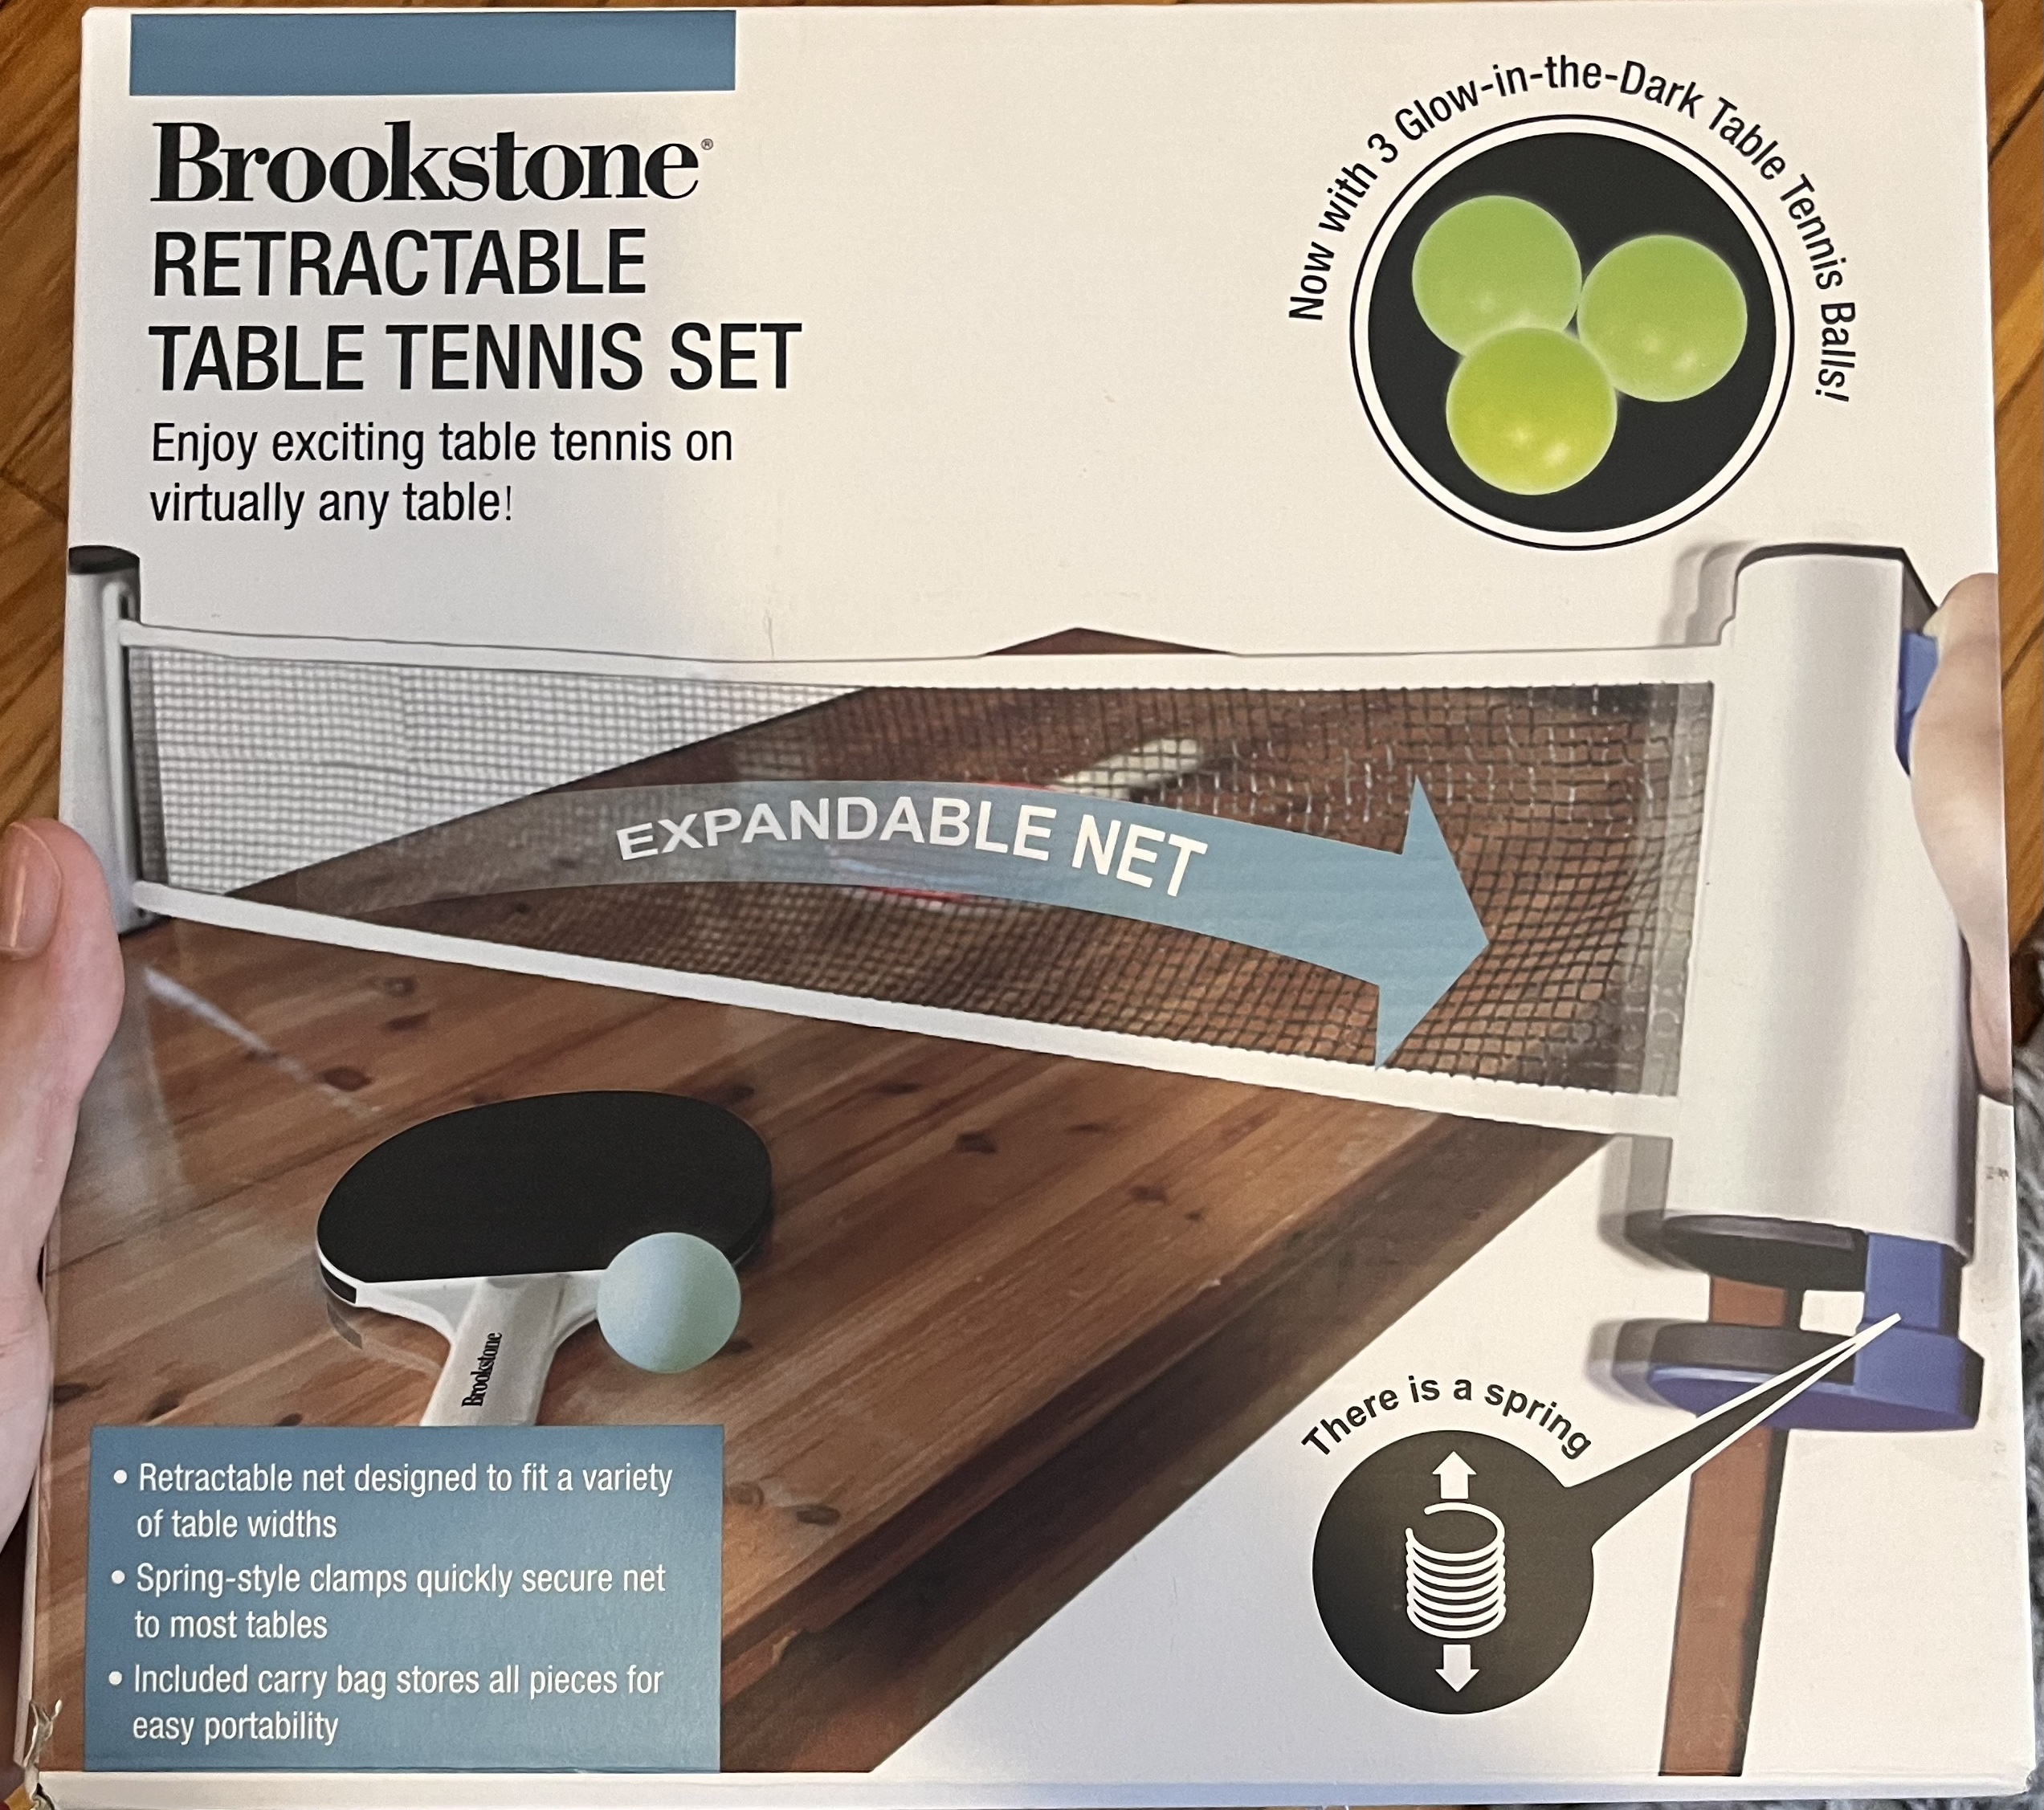 Brookstone®
RETRACTABLE
TABLE TENNIS SET
Enjoy exciting table tennis on
virtually any table!
Now with 3 Glow-in-the-Dark Table Tennis Balls!
EXPANDABLE NET
Brookstone
There is a spring
• Retractable net designed to fit a variety
of table widths
• Spring-style clamps quickly secure net
to most tables
• Included carry bag stores all pieces for
easy portability